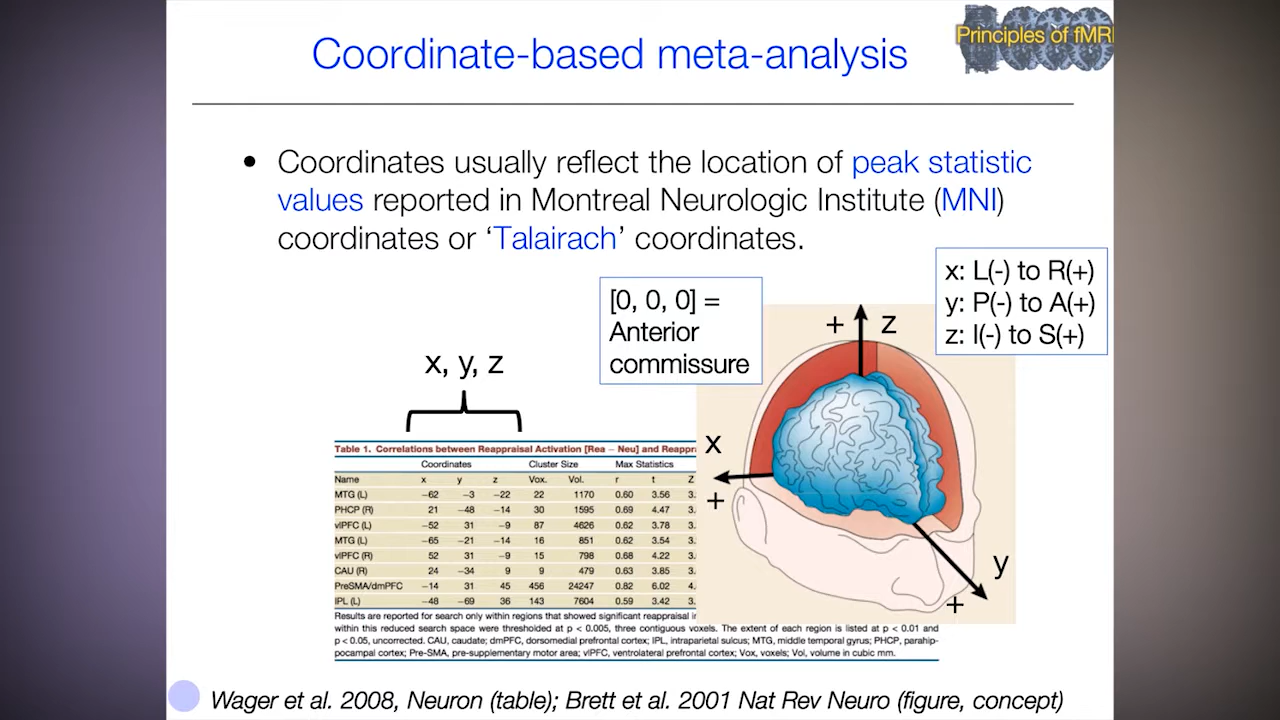 Principles of fMRI
Coordinate-based meta-analysis
• Coordinates usually reflect the location of peak statistic
values reported in Montreal Neurologic Institute (MNI)
coordinates or ‘Talairach’ coordinates.
x: L(-) to R(+)
y: P(-) to A(+)
z: I(-) to S(+)
[0, 0, 0] =
Anterior
commissure
+ z
x, y, z
x
+
y
+
Table 1. Correlations between Reappraisal Activation [Rea − Neu] and Reappr
Coordinates Cluster Size Max Statistics
Name x y z Vox. Vol. r t Z
MTG (L) −62 −3 −22 22 1170 0.60 3.56 3.
PHCP (R) 21 −48 −14 30 1595 0.69 4.47 3.
vlPFC (L) −52 31 −9 87 4626 0.62 3.78 3.
MTG (L) −65 −21 −14 16 851 0.62 3.54 3.
vlPFC (R) 52 31 −9 15 798 0.68 4.22 3.
CAU (R) 24 −34 9 9 479 0.63 3.85 3.
PreSMA/dmPFC −14 31 45 456 24247 0.82 6.02 4.
IPL (L) −48 −69 36 143 7604 0.59 3.42 3.
Results are reported for search only within regions that showed significant reappraisal
within this reduced search space were thresholded at p < 0.005, three contiguous voxels. The extent of each region is listed at p < 0.01 and
p < 0.05, uncorrected. CAU, caudate; dmPFC, dorsomedial prefrontal cortex; IPL, intraparietal sulcus; MTG, middle temporal gyrus; PHCP, parahip-
pocampal cortex; Pre-SMA, pre-supplementary motor area; vlPFC, ventrolateral prefrontal cortex; Vox, voxels; Vol, volume in cubic mm.
Wager et al. 2008, Neuron (table); Brett et al. 2001 Nat Rev Neuro (figure, concept)